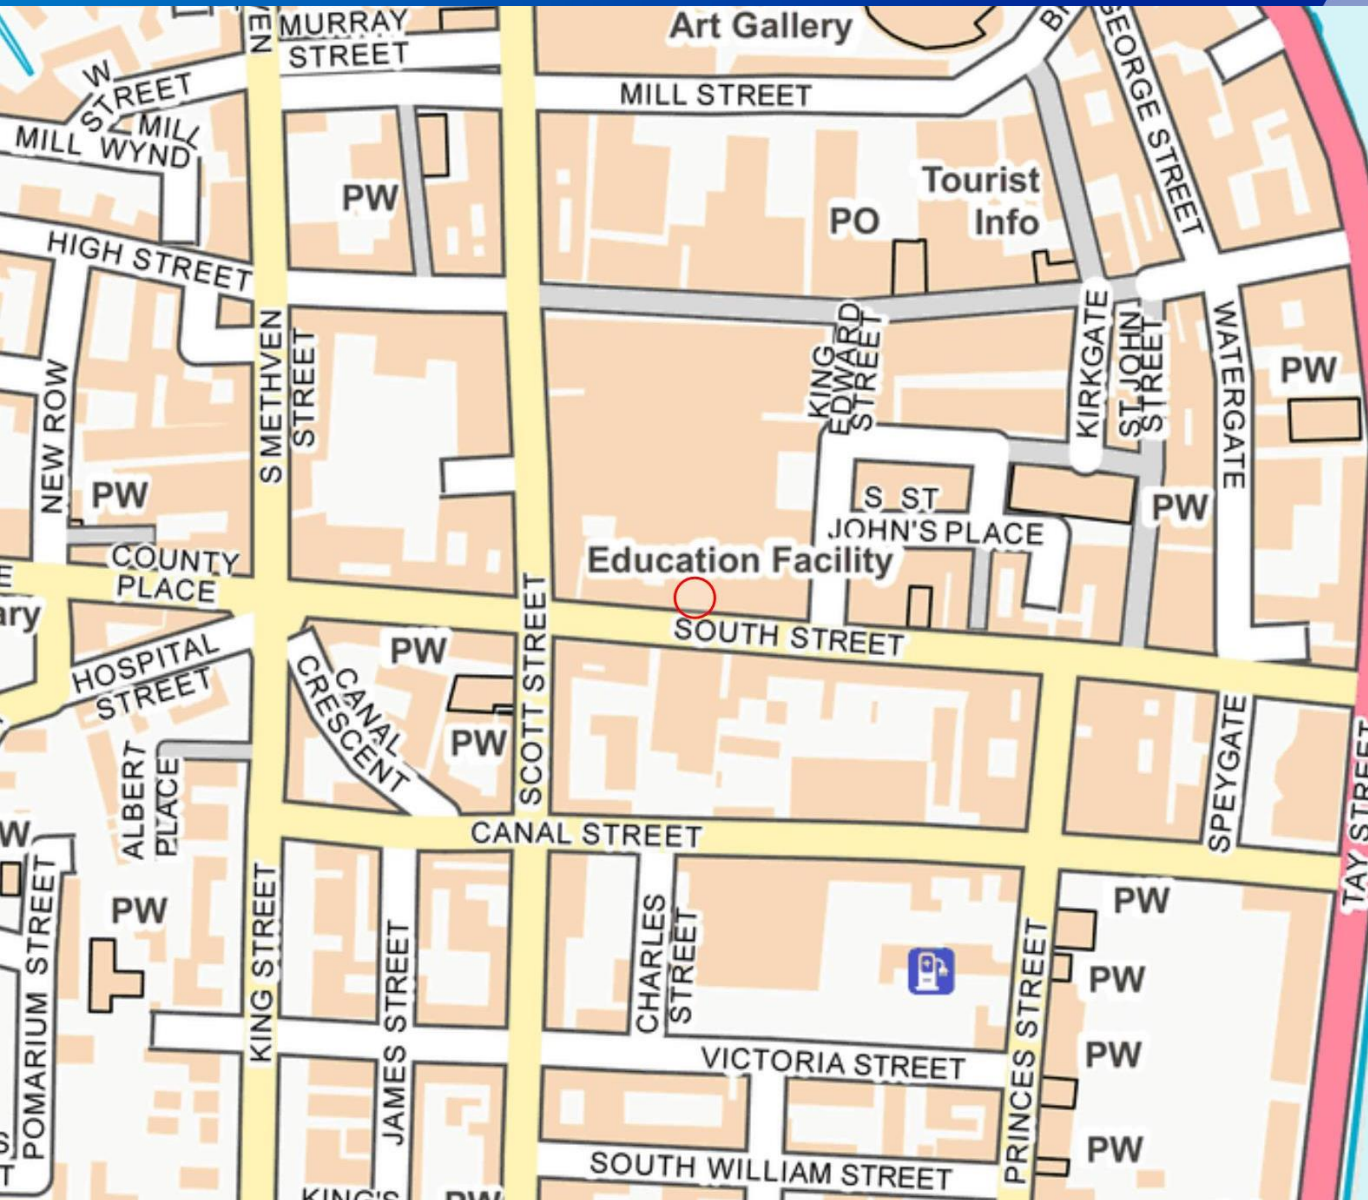 VEN
MURRAY
STREET
Art Gallery
GEORGE STREET
W
STREET
MILL STREET
MILL
MILL WYND
PW
Tourist
Info
PO
HIGH STREET
SMETHVEN
STREET
KING
EDWARD
STREET
KIRKGATE
ST JOHN
STREET
WATERGATE
PW
NEW ROW
PW
S ST
JOHN'S PLACE
PW
COUNTY
PLACE
Education Facility
E
ary
SOUTH STREET
HOSPITAL
STREET
CANAL
CRESCENT
PW
PW
SCOTT STREET
ALBERT
PLACE
SPEYGATE
TAY STREET
CANAL STREET
W
POMARIUM STREET
PW
KING STREET
JAMES STREET
CHARLES
STREET
PRINCES STREET
PW
PW
PW
VICTORIA STREET
PW
SOUTH WILLIAM STREET
KING'S
PW
S
T